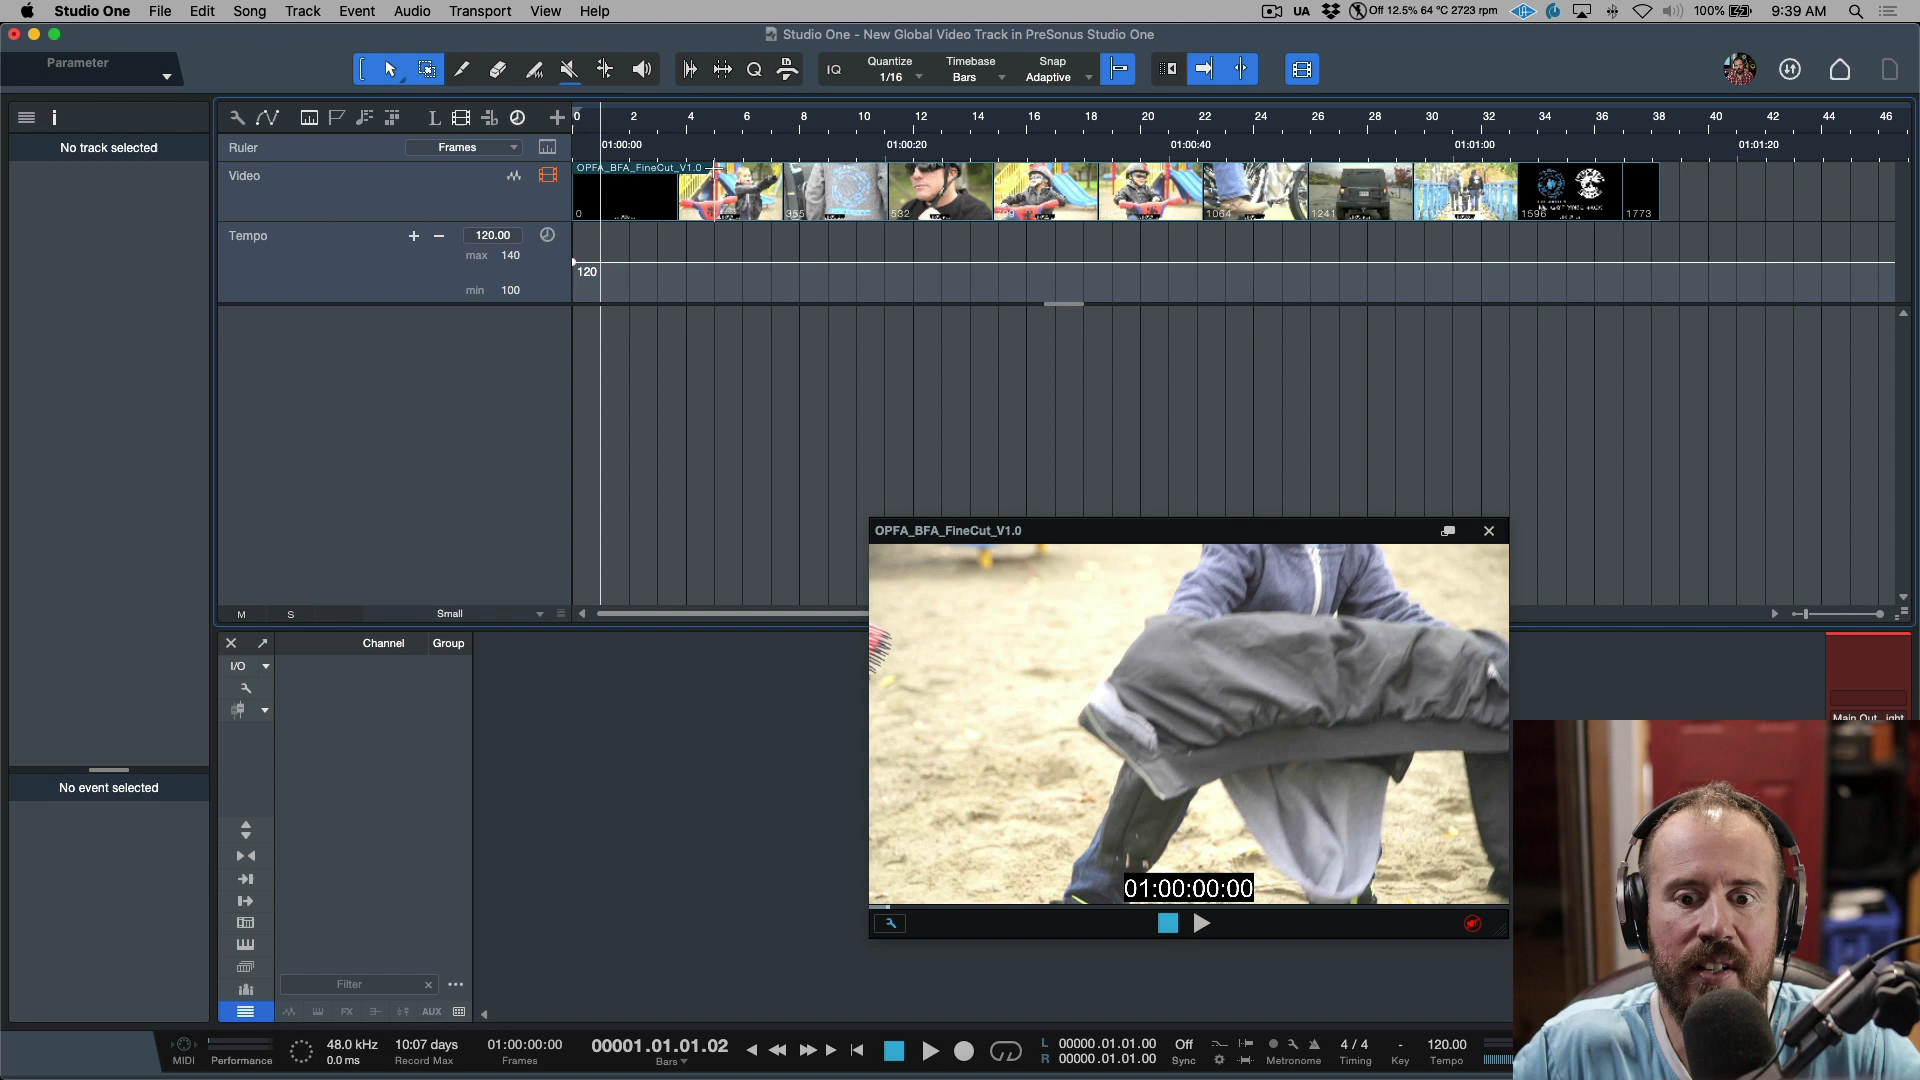 Studio One File Edit Song Track Event Audio Transport View Help
UA Off 12.5% 64 °C 2723 rpm 100% 9:39 AM
Studio One - New Global Video Track in PreSonus Studio One
Parameter
IQ Quantize Timebase Snap
1/16 Bars Adaptive
No track selected
0 2 4 6 8 10 12 14 16 18 20 22 24 26 28 30 32 34 36 38 40 42 44 46
Ruler Frames
01:00:00 01:00:20 01:00:40 01:01:00 01:01:20
Video
OPFA_BFA_FineCut_V1.0
0 355 532 1064 1241 1596 1773
Tempo + − 120.00
max 140
min 100
120
M S Small
OPFA_BFA_FineCut_V1.0
01:00:00:00
Channel Group
I/O
Main Out
No event selected
Filter
FX AUX
MIDI Performance
48.0 kHz
0.0 ms
10:07 days
Record Max
01:00:00:00
Frames
00001.01.01.02
Bars
L 00000.01.01.00
R 00000.01.01.00
Off
Sync
Metronome
4 / 4
Timing
-
Key
120.00
Tempo